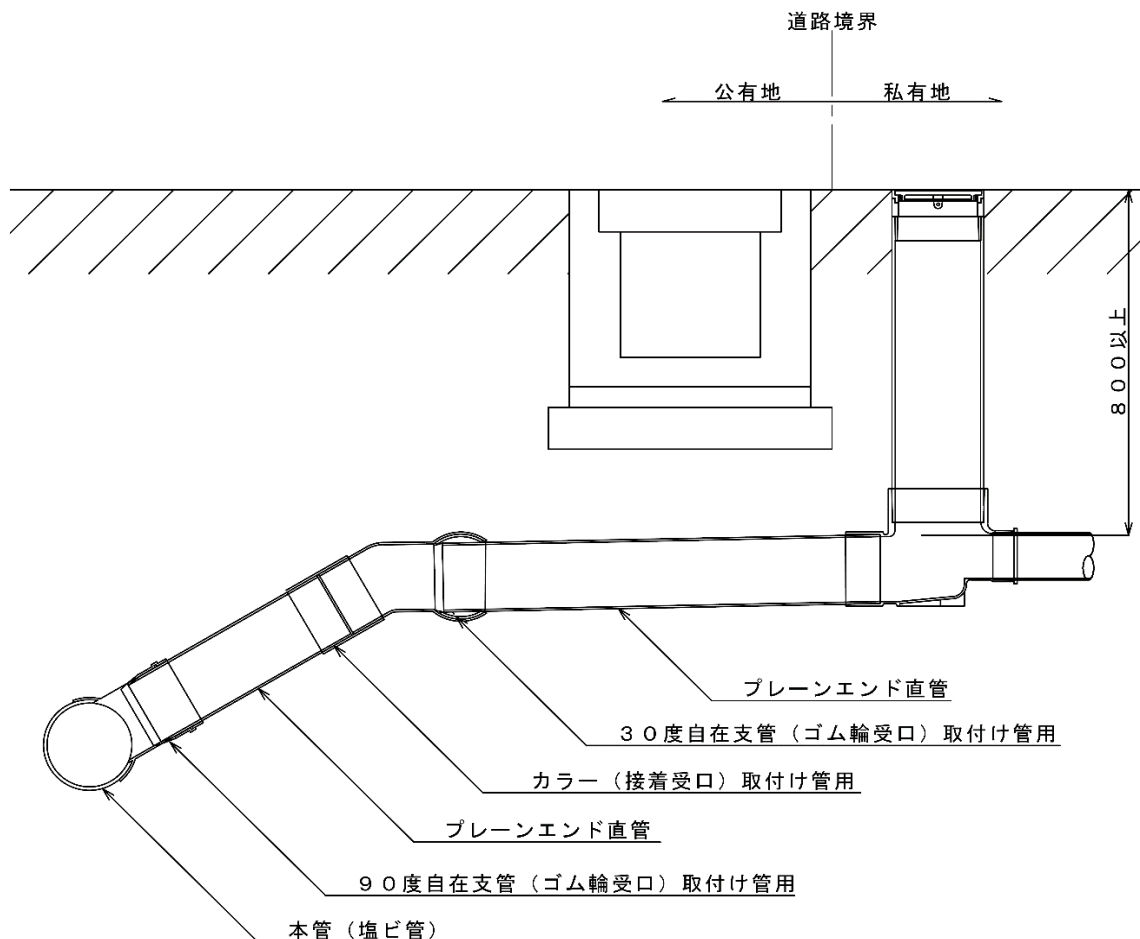 道路境界
公有地
私有地
８００以上
プレーンエンド直管
３０度自在支管（ゴム輪受口）取付け管用
カラー（接着受口）取付け管用
プレーンエンド直管
９０度自在支管（ゴム輪受口）取付け管用
本管（塩ビ管）